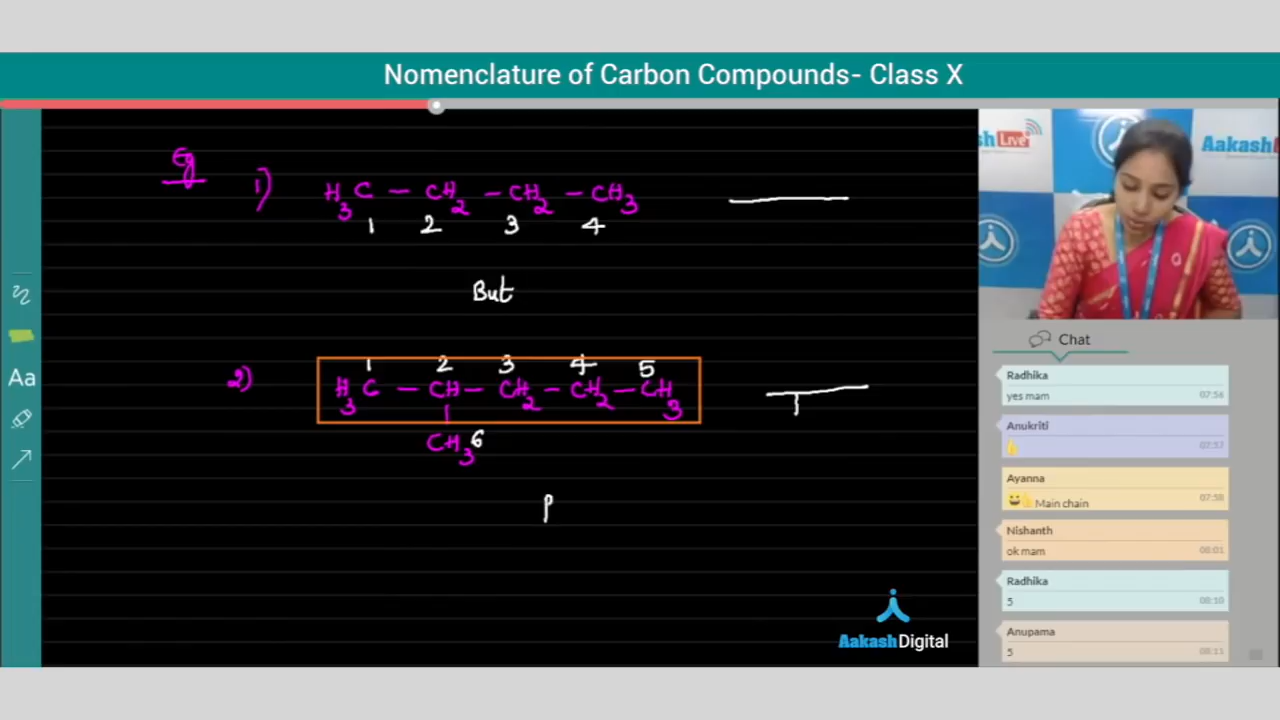 Nomenclature of Carbon Compounds- Class X
Eg
1) H₃C — CH₂ — CH₂ — CH₃
1 2 3 4
But
1 2 3 4 5
2) H₃C — CH — CH₂ — CH₂ — CH₃
CH₃ 6
P
Aa
Aakash Digital
aakash
Live
Aakash
Chat
Radhika
yes mam 07:56
Anukriti
07:57
Ayanna
Main chain 07:58
Nishanth
ok mam 08:01
Radhika
5 08:10
Anupama
5 08:11